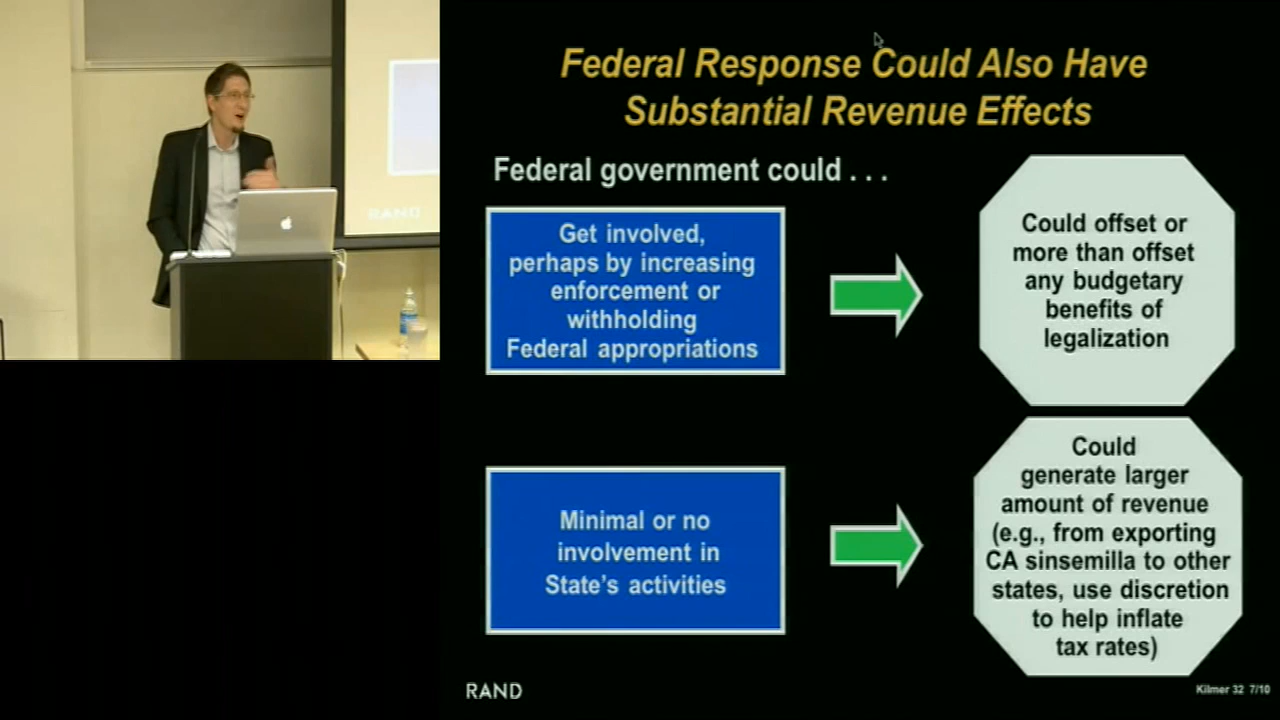 Federal Response Could Also Have
Substantial Revenue Effects
Federal government could . . .
Get involved,
perhaps by increasing
enforcement or
withholding
Federal appropriations
Could offset or
more than offset
any budgetary
benefits of
legalization
Minimal or no
involvement in
State's activities
Could
generate larger
amount of revenue
(e.g., from exporting
CA sinsemilla to other
states, use discretion
to help inflate
tax rates)
RAND
Kilmer 32 7/10
RAND